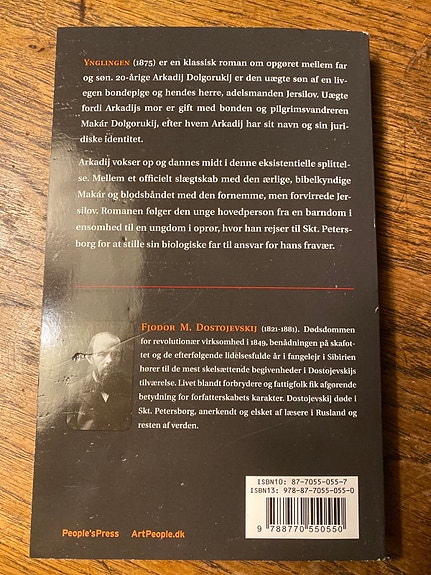 YNGLINGEN (1875) er en klassisk roman om opgøret mellem far
og søn. 20-årige Arkadij Dolgorukij er den uægte søn af en liv-
egen bondepige og hendes herre, adelsmanden Jersilov. Uægte
fordi Arkadijs mor er gift med bonden og pilgrimsvandreren
Makár Dolgorukij, efter hvem Arkadij har sit navn og sin juri-
diske identitet.
Arkadij vokser op og dannes midt i denne eksistentielle splittel-
se. Mellem et officielt slægtskab med den ærlige, bibelkyndige
Makár og blodsbåndet med den fornemme, men forvirrede Jer-
silov. Romanen følger den unge hovedperson fra en barndom i
ensomhed til en ungdom i oprør, hvor han rejser til Skt. Peters-
borg for at stille sin biologiske far til ansvar for hans fravær.
FJODOR M. DOSTOJEVSKIJ (1821-1881). Dødsdommen
for revolutionær virksomhed i 1849, benådningen på skafot-
tet og de efterfølgende lidelsesfulde år i fangelejr i Sibirien
hører til de mest skelsættende begivenheder i Dostojevskijs
tilværelse. Livet blandt forbrydere og fattigfolk fik afgørende
betydning for forfatterskabets karakter. Dostojevskij døde i
Skt. Petersborg, anerkendt og elsket af læsere i Rusland og
resten af verden.
ISBN10: 87-7055-055-7
ISBN13: 978-87-7055-055-0
9 788770 550550
People'sPress ArtPeople.dk